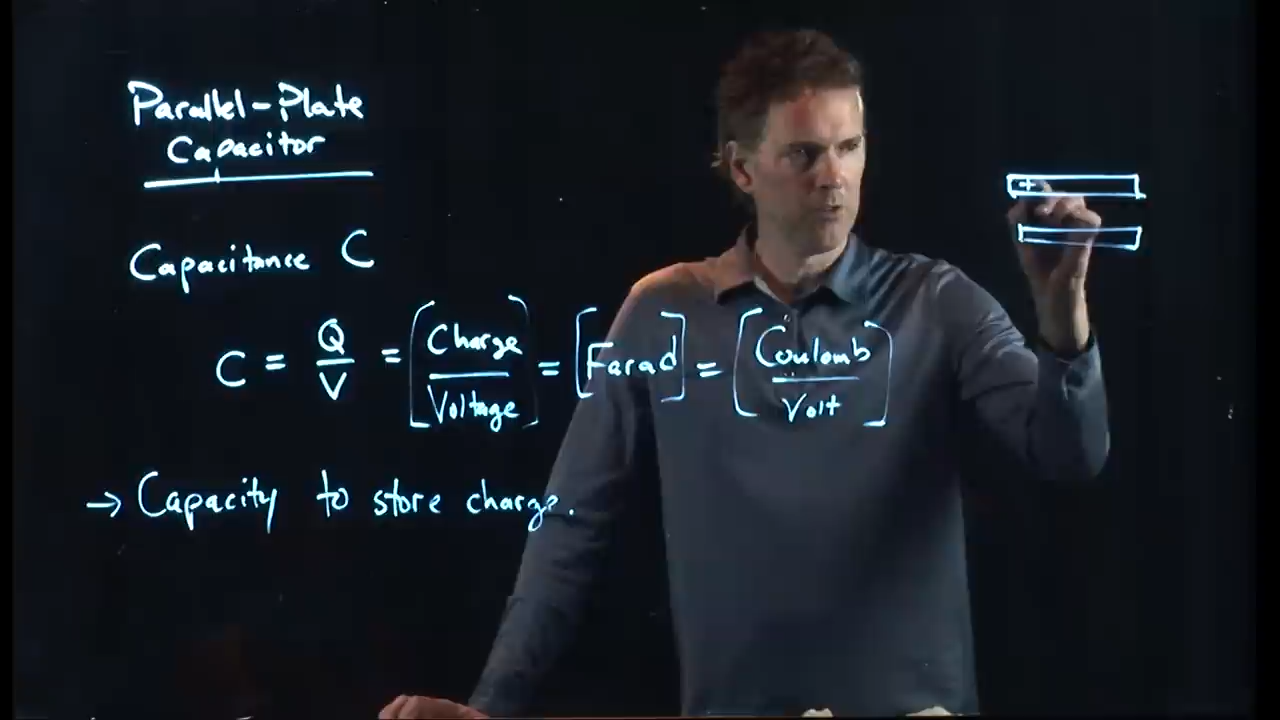 Parallel-Plate
Capacitor
Capacitance C
C = Q/V = [Charge/Voltage] = [Farad] = [Coulomb/Volt]
→ Capacity to store charge.
+